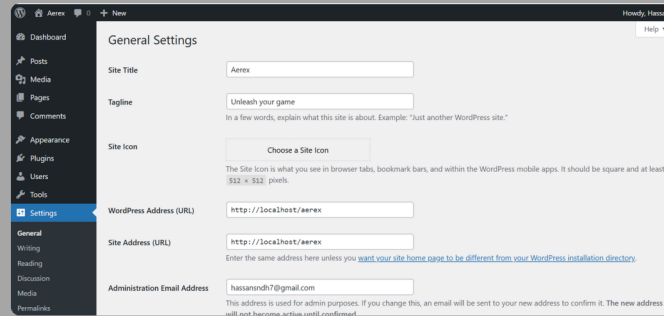 Aerex 0 + New Howdy, Hassa
Help
Dashboard
General Settings
Posts
Site Title Aerex
Media
Pages
Tagline Unleash your game
Comments
In a few words, explain what this site is about. Example: "Just another WordPress site."
Appearance
Site Icon Choose a Site Icon
Plugins
Users
The Site Icon is what you see in browser tabs, bookmark bars, and within the WordPress mobile apps. It should be square and at least
512 × 512 pixels.
Tools
Settings
WordPress Address (URL) http://localhost/aerex
General
Writing
Site Address (URL) http://localhost/aerex
Reading
Enter the same address here unless you want your site home page to be different from your WordPress installation directory.
Discussion
Media
Administration Email Address hassansndh7@gmail.com
Permalinks
This address is used for admin purposes. If you change this, an email will be sent to your new address to confirm it. The new address
will not become active until confirmed.